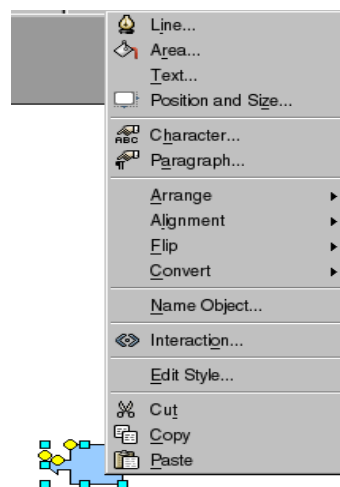 Line...
Area...
Text...
Position and Size...
ABC
Character...
Paragraph...
Arrange
Alignment
Flip
Convert
Name Object...
Interaction...
Edit Style...
Cut
Copy
Paste